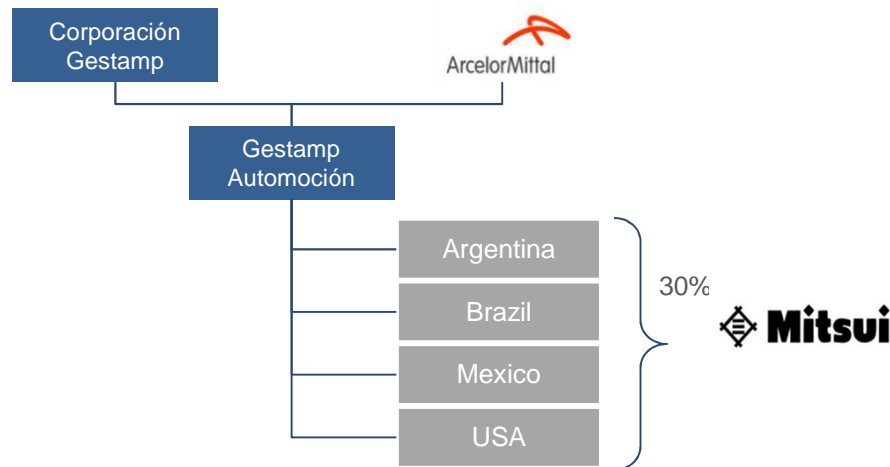 Corporación
Gestamp
ArcelorMittal
Gestamp
Automoción
Argentina
30%
Brazil
Mitsui
Mexico
USA